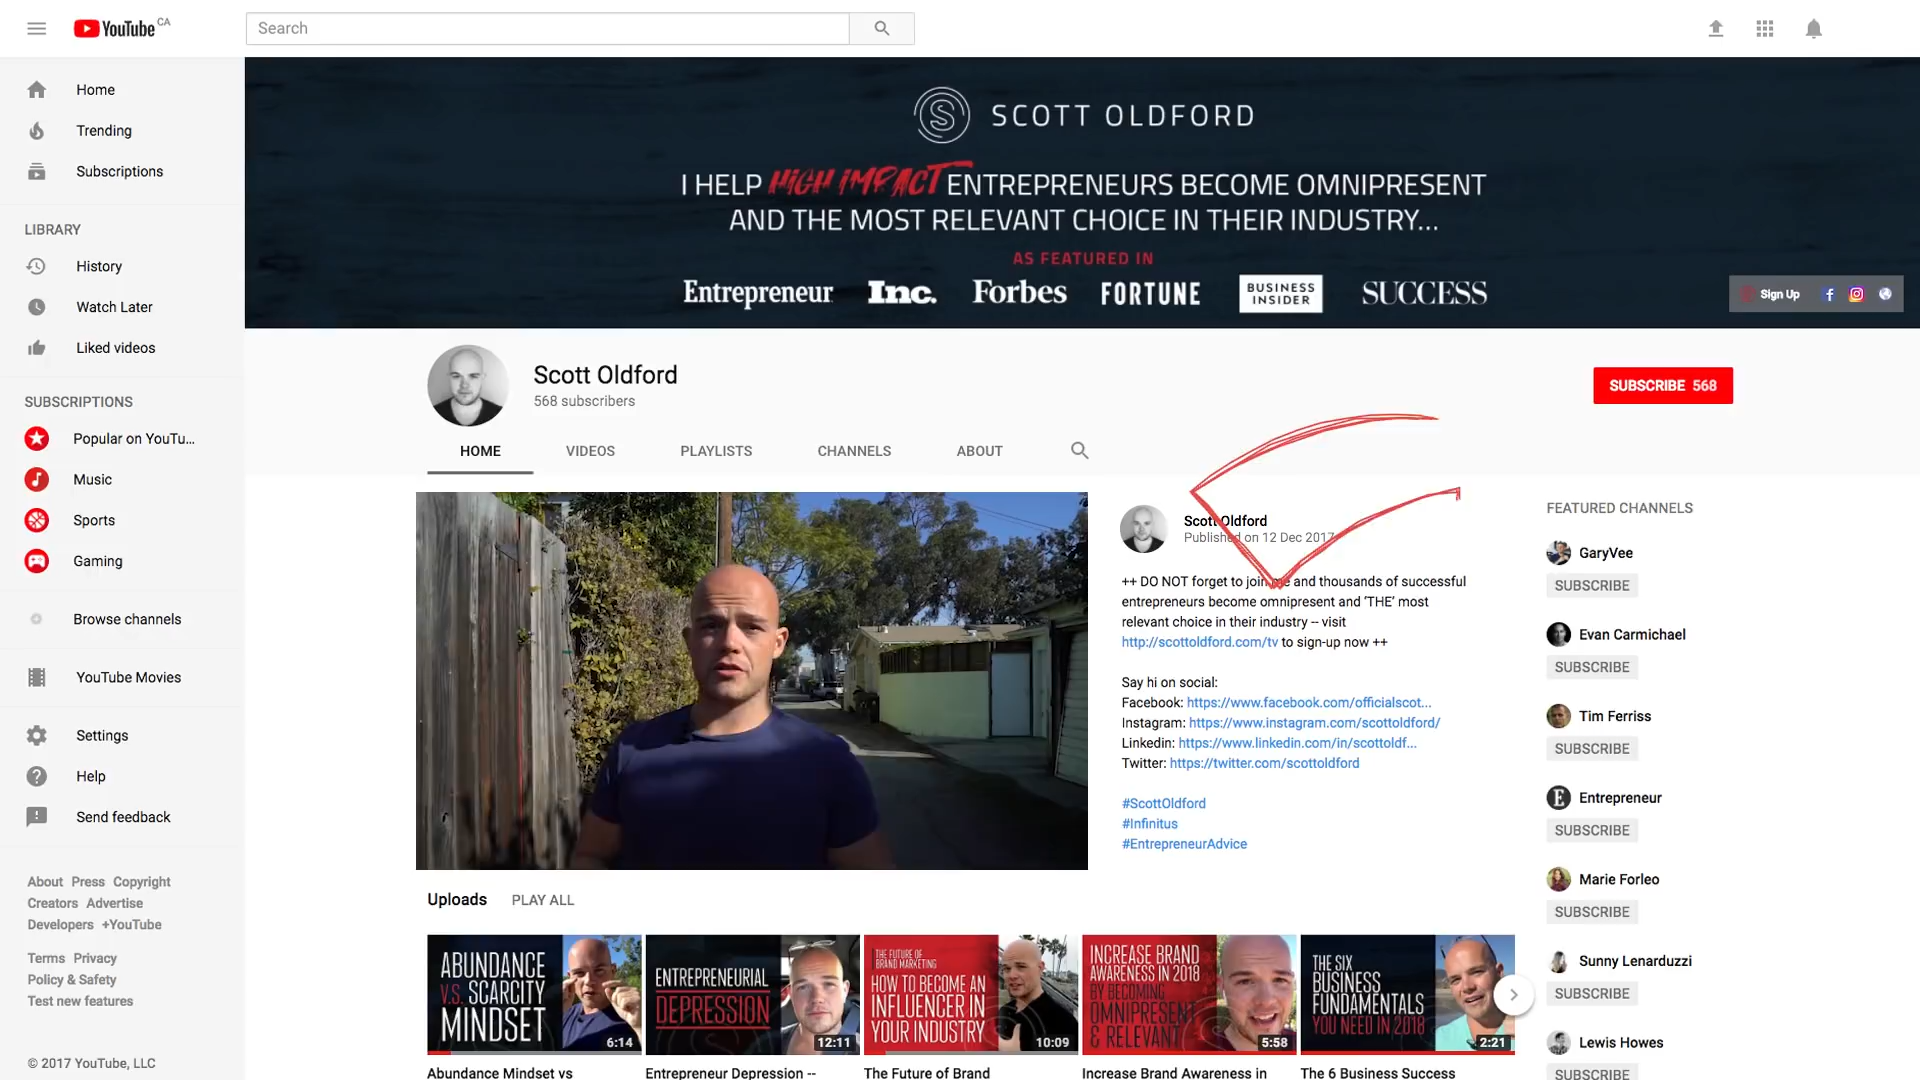 YouTube CA
Search
Home
Trending
Subscriptions
LIBRARY
History
Watch Later
Liked videos
SUBSCRIPTIONS
Popular on YouTu...
Music
Sports
Gaming
Browse channels
YouTube Movies
Settings
Help
Send feedback
About Press Copyright
Creators Advertise
Developers +YouTube
Terms Privacy
Policy & Safety
Test new features
© 2017 YouTube, LLC
SCOTT OLDFORD
I HELP HIGH IMPACT ENTREPRENEURS BECOME OMNIPRESENT
AND THE MOST RELEVANT CHOICE IN THEIR INDUSTRY...
AS FEATURED IN
Entrepreneur Inc. Forbes FORTUNE BUSINESS INSIDER SUCCESS
Sign Up
Scott Oldford
568 subscribers
SUBSCRIBE 568
HOME VIDEOS PLAYLISTS CHANNELS ABOUT
Scott Oldford
Published on 12 Dec 2017
++ DO NOT forget to join me and thousands of successful
entrepreneurs become omnipresent and 'THE' most
relevant choice in their industry -- visit
http://scottoldford.com/tv to sign-up now ++
Say hi on social:
Facebook: https://www.facebook.com/officialscot...
Instagram: https://www.instagram.com/scottoldford/
Linkedin: https://www.linkedin.com/in/scottoldf...
Twitter: https://twitter.com/scottoldford
#ScottOldford
#Infinitus
#EntrepreneurAdvice
FEATURED CHANNELS
GaryVee
SUBSCRIBE
Evan Carmichael
SUBSCRIBE
Tim Ferriss
SUBSCRIBE
Entrepreneur
SUBSCRIBE
Marie Forleo
SUBSCRIBE
Sunny Lenarduzzi
SUBSCRIBE
Lewis Howes
SUBSCRIBE
Uploads PLAY ALL
ABUNDANCE
V.S. SCARCITY
MINDSET
6:14
Abundance Mindset vs
ENTREPRENEURIAL
DEPRESSION
12:11
Entrepreneur Depression --
THE FUTURE OF
BRAND MARKETING
HOW TO BECOME AN
INFLUENCER IN
YOUR INDUSTRY
10:09
The Future of Brand
INCREASE BRAND
AWARENESS IN 2018
BY BECOMING
OMNIPRESENT
& RELEVANT
5:58
Increase Brand Awareness in
THE SIX
BUSINESS
FUNDAMENTALS
YOU NEED IN 2018
2:21
The 6 Business Success